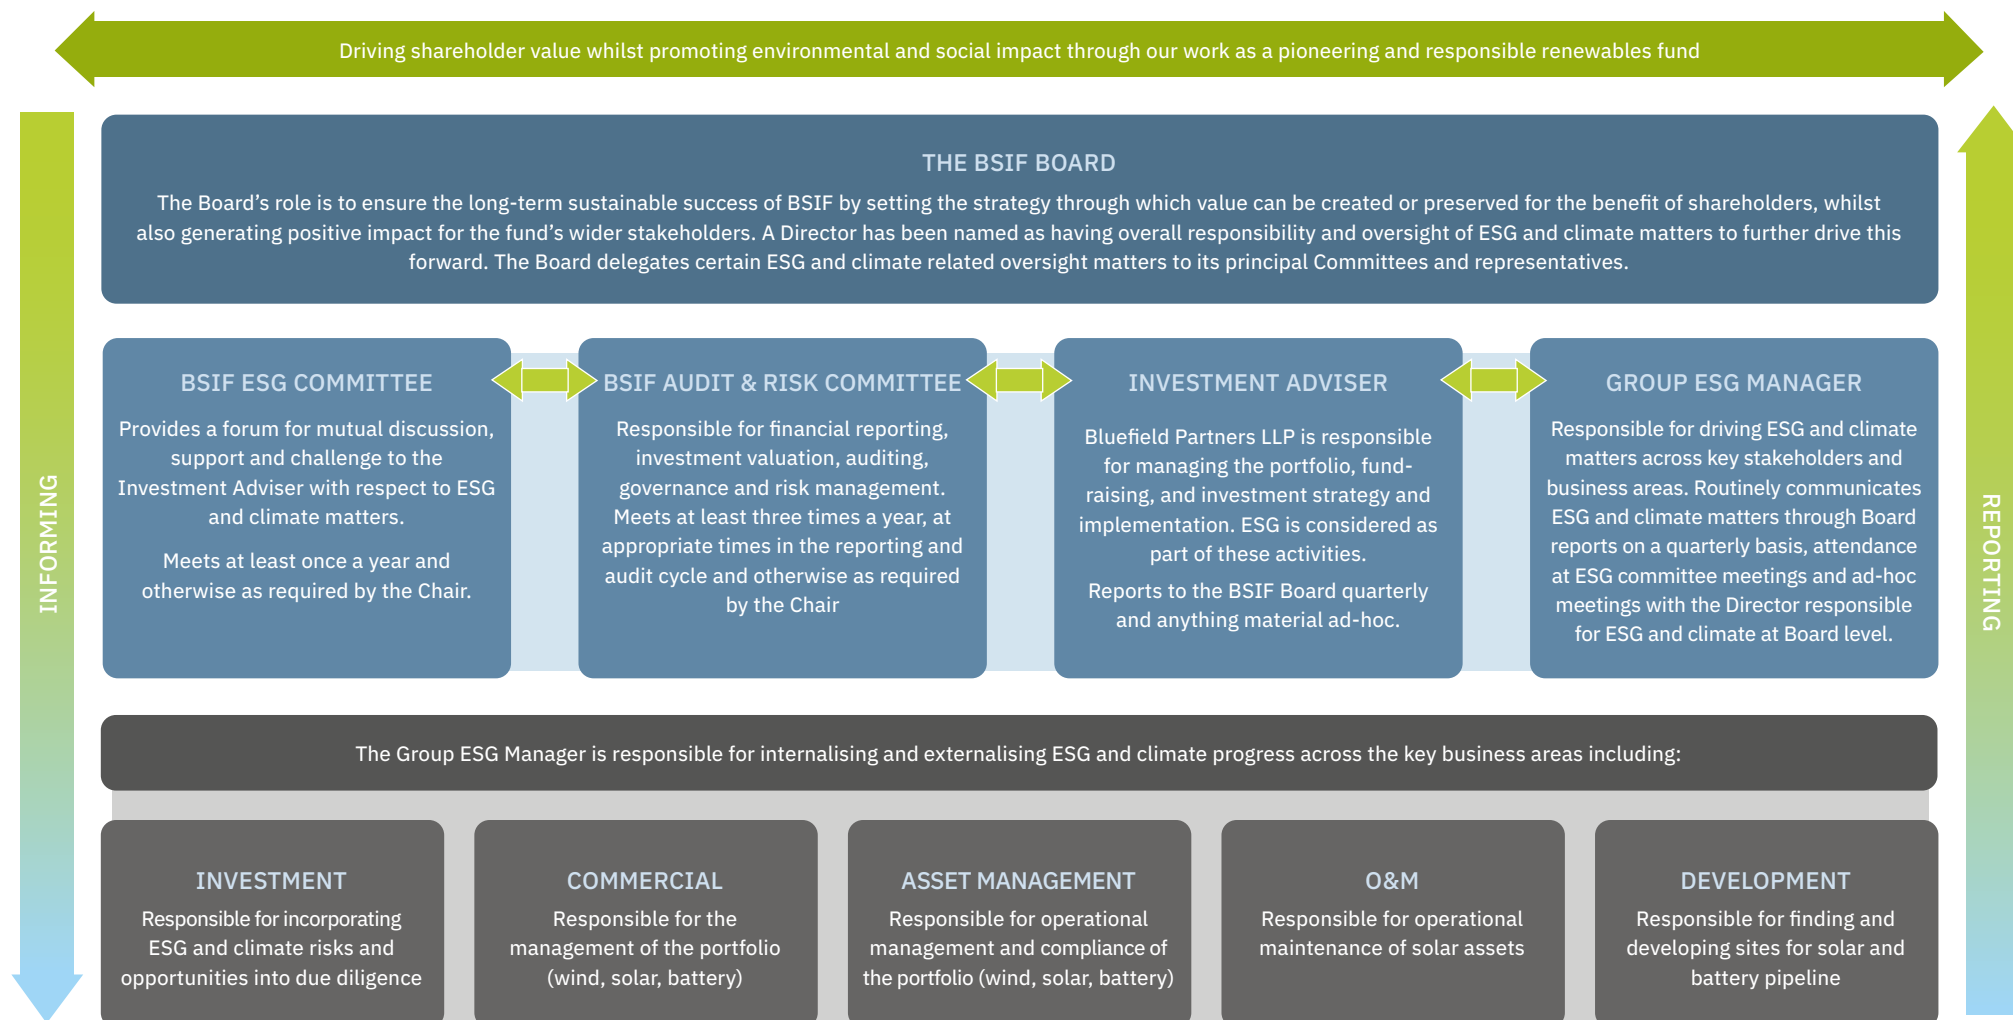 Driving shareholder value whilst promoting environmental and social impact through our work as a pioneering and responsible renewables fund
THE BSIF BOARD
The Board’s role is to ensure the long-term sustainable success of BSIF by setting the strategy through which value can be created or preserved for the benefit of shareholders, whilst
also generating positive impact for the fund’s wider stakeholders. A Director has been named as having overall responsibility and oversight of ESG and climate matters to further drive this
forward. The Board delegates certain ESG and climate related oversight matters to its principal Committees and representatives.
INFORMING
BSIF ESG COMMITTEE
Provides a forum for mutual discussion,
support and challenge to the
Investment Adviser with respect to ESG
and climate matters.
Meets at least once a year and
otherwise as required by the Chair.
BSIF AUDIT & RISK COMMITTEE
Responsible for financial reporting,
investment valuation, auditing,
governance and risk management.
Meets at least three times a year, at
appropriate times in the reporting and
audit cycle and otherwise as required
by the Chair
INVESTMENT ADVISER
Bluefield Partners LLP is responsible
for managing the portfolio, fund-
raising, and investment strategy and
implementation. ESG is considered as
part of these activities.
Reports to the BSIF Board quarterly
and anything material ad-hoc.
GROUP ESG MANAGER
Responsible for driving ESG and climate
matters across key stakeholders and
business areas. Routinely communicates
ESG and climate matters through Board
reports on a quarterly basis, attendance
at ESG committee meetings and ad-hoc
meetings with the Director responsible
for ESG and climate at Board level.
REPORTING
The Group ESG Manager is responsible for internalising and externalising ESG and climate progress across the key business areas including:
INVESTMENT
Responsible for incorporating
ESG and climate risks and
opportunities into due diligence
COMMERCIAL
Responsible for the
management of the portfolio
(wind, solar, battery)
ASSET MANAGEMENT
Responsible for operational
management and compliance of
the portfolio (wind, solar, battery)
O&M
Responsible for operational
maintenance of solar assets
DEVELOPMENT
Responsible for finding and
developing sites for solar and
battery pipeline